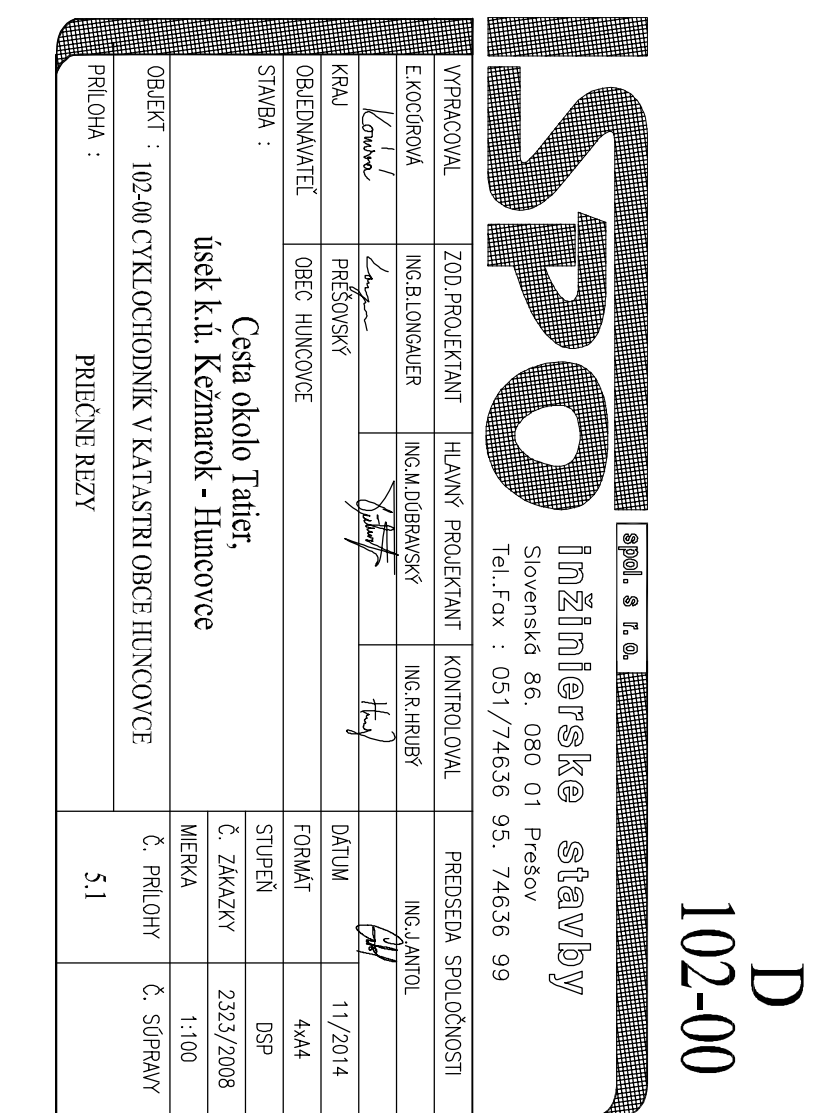 D
102-00
ISPO
spol. s r.o.
inžinierske stavby
Slovenská 86. 080 01 Prešov
Tel..Fax : 051/74636 95. 74636 99
VYPRACOVAL ZOD.PROJEKTANT HLAVNÝ PROJEKTANT KONTROLOVAL PREDSEDA SPOLOČNOSTI
E.KOCÚROVÁ ING.B.LONGAUER ING.M.DÚBRAVSKÝ ING.R.HRUBÝ ING.J.ANTOL
KRAJ PREŠOVSKÝ DÁTUM 11/2014
OBJEDNÁVATEĽ OBEC HUNCOVCE FORMÁT 4xA4
STAVBA : STUPEŇ DSP
Cesta okolo Tatier,
úsek k.ú. Kežmarok - Huncovce
Č. ZÁKAZKY 2323/2008
MIERKA 1:100
OBJEKT : 102-00 CYKLOCHODNÍK V KATASTRI OBCE HUNCOVCE Č. PRÍLOHY Č. SÚPRAVY
PRÍLOHA : PRIEČNE REZY 5.1